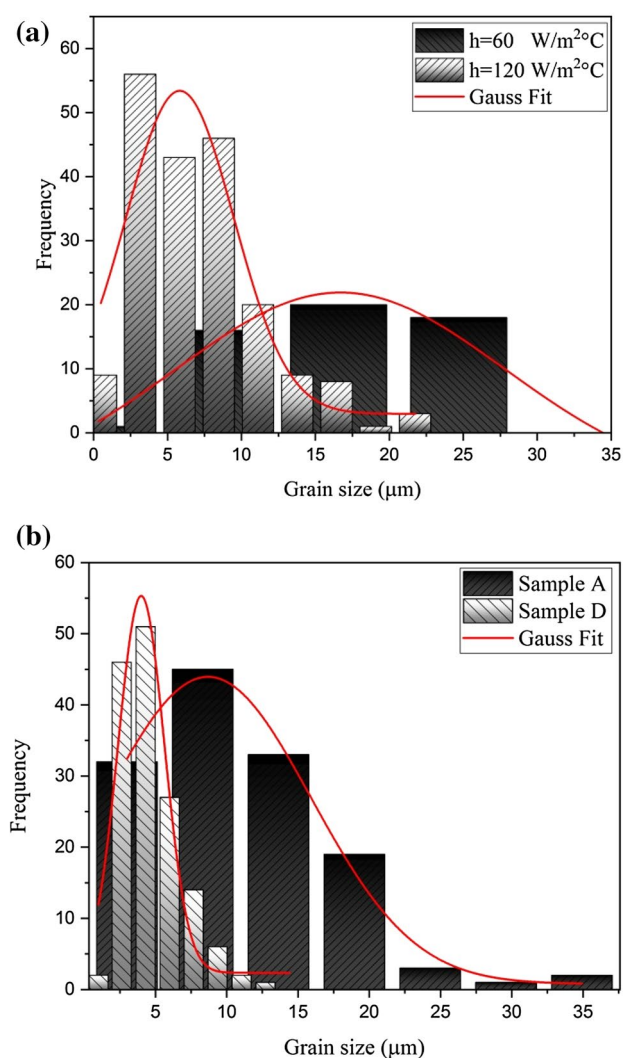 (a)
h=60 W/m²°C
h=120 W/m²°C
Gauss Fit
60
50
40
30
20
10
0
Frequency
0 5 10 15 20 25 30 35
Grain size (μm)
(b)
Sample A
Sample D
Gauss Fit
60
50
40
30
20
10
0
Frequency
5 10 15 20 25 30 35
Grain size (μm)